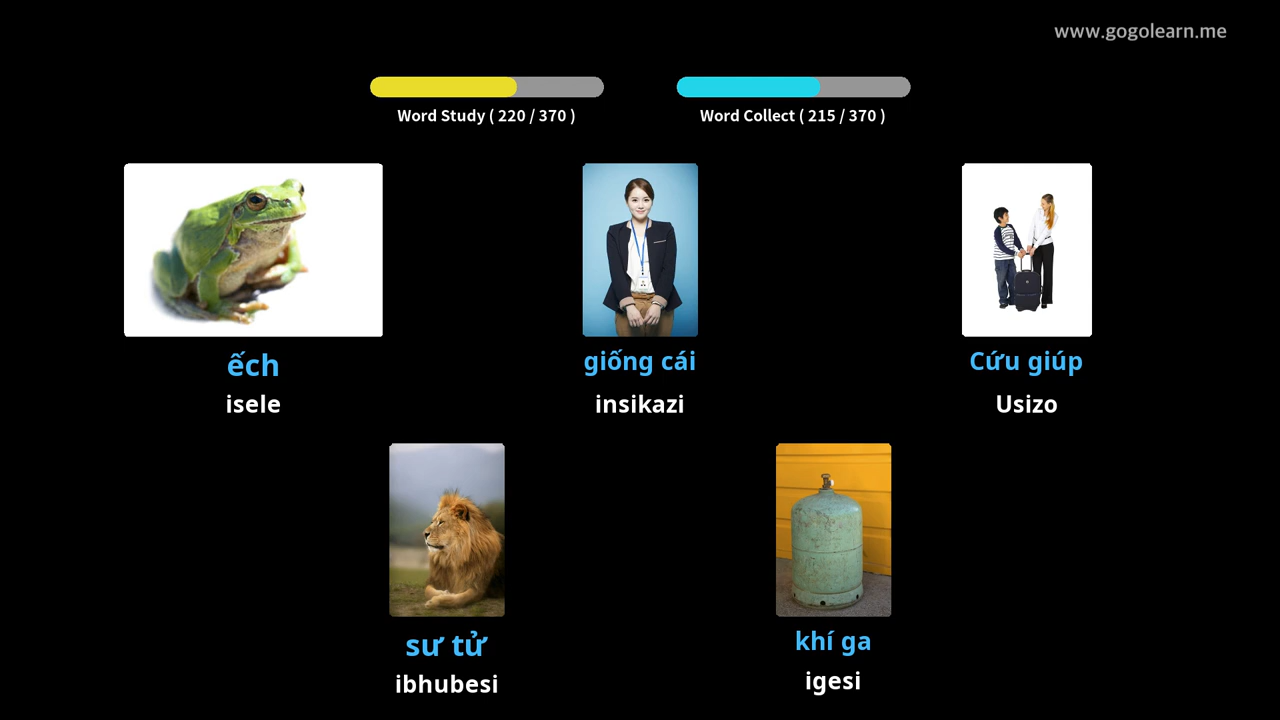 www.gogolearn.me
Word Study ( 220 / 370 )
Word Collect ( 215 / 370 )
ếch
isele
giống cái
insikazi
Cứu giúp
Usizo
sư tử
ibhubesi
khí ga
igesi